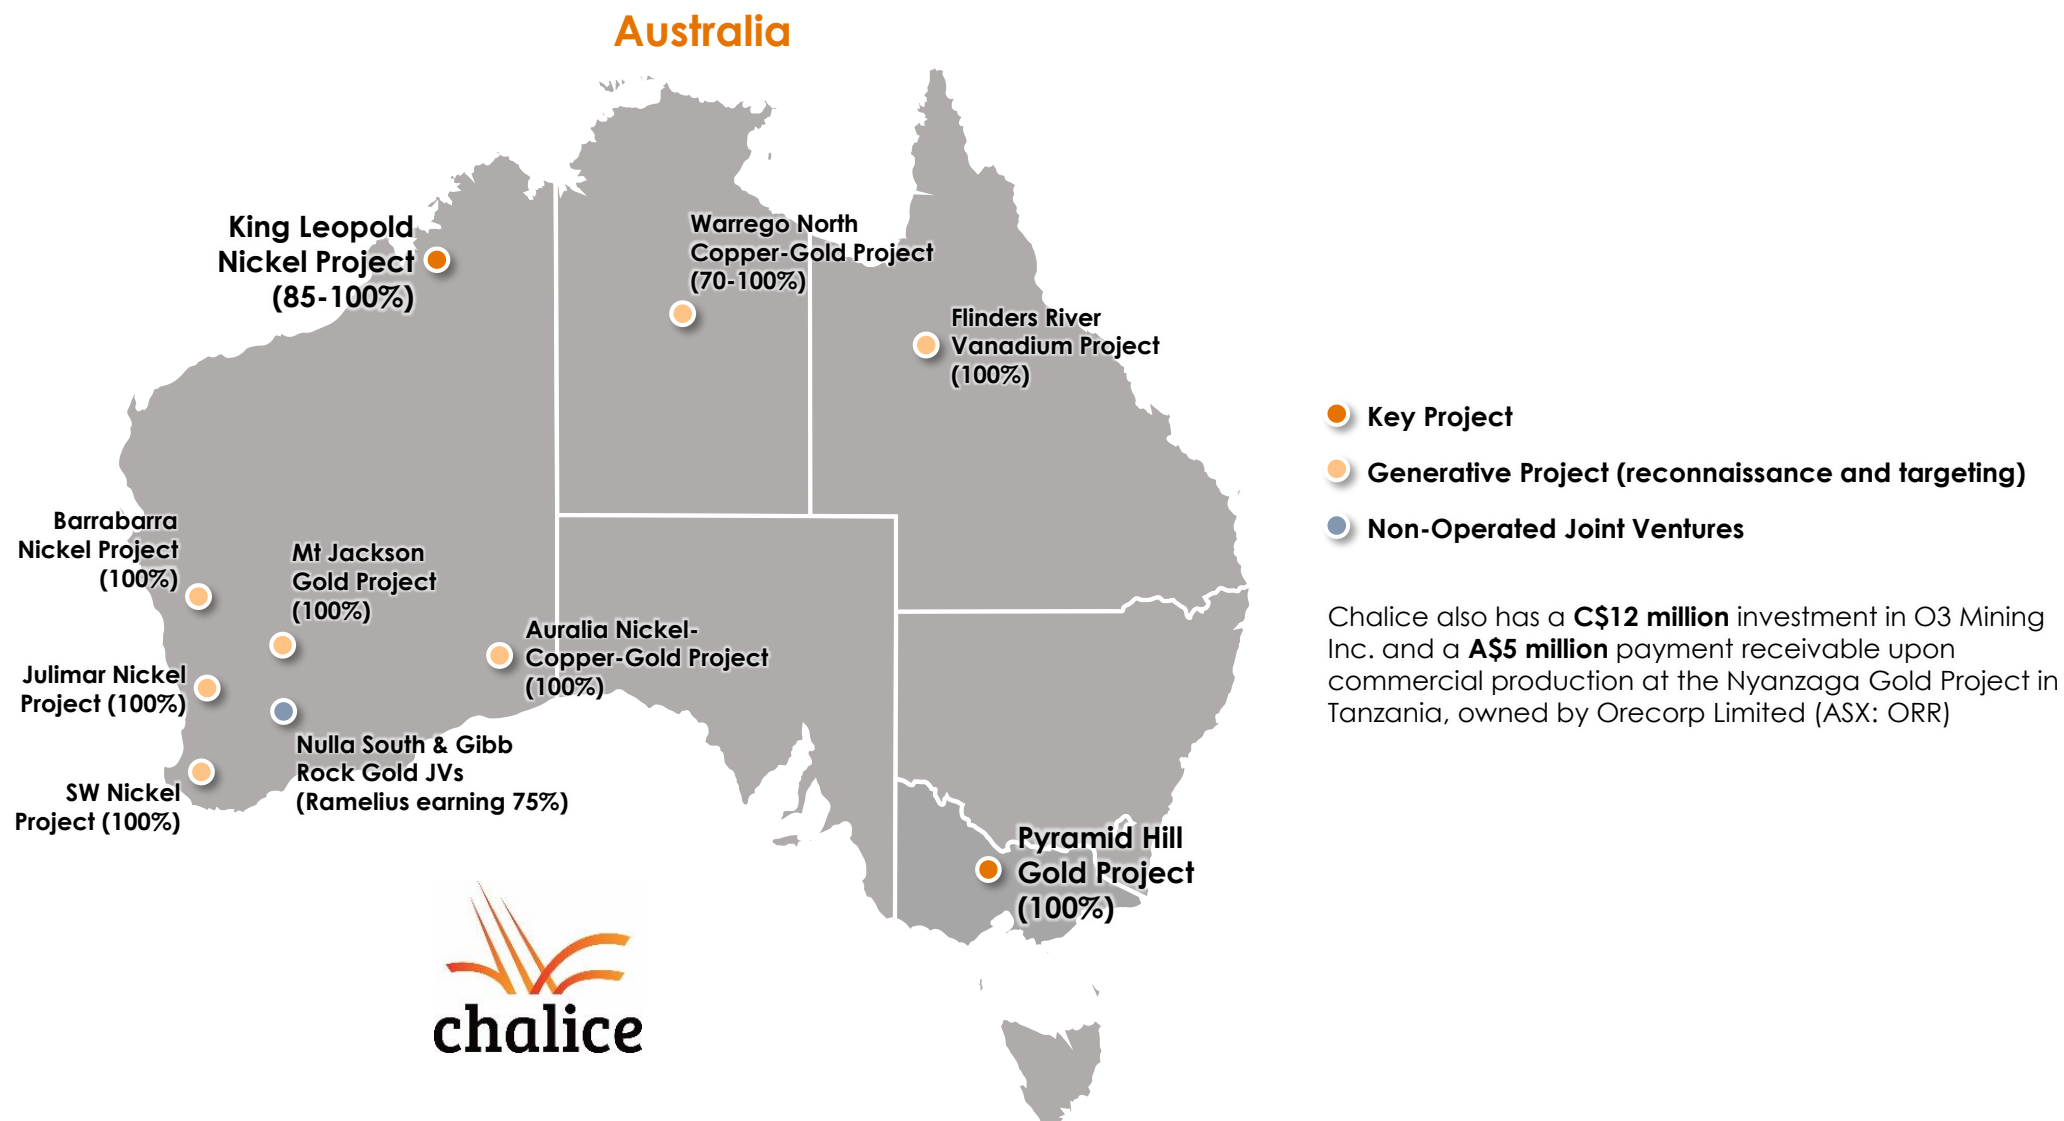 Australia
King Leopold
Nickel Project
(85-100%)
Warrego North
Copper-Gold Project
(70-100%)
Flinders River
Vanadium Project
(100%)
Barrabarra
Nickel Project
(100%)
Mt Jackson
Gold Project
(100%)
Auralia Nickel-
Copper-Gold Project
(100%)
Julimar Nickel
Project (100%)
Nulla South & Gibb
Rock Gold JVs
(Ramelius earning 75%)
SW Nickel
Project (100%)
Pyramid Hill
Gold Project
(100%)
chalice
Key Project
Generative Project (reconnaissance and targeting)
Non-Operated Joint Ventures
Chalice also has a C$12 million investment in O3 Mining
Inc. and a A$5 million payment receivable upon
commercial production at the Nyanzaga Gold Project in
Tanzania, owned by Orecorp Limited (ASX: ORR)